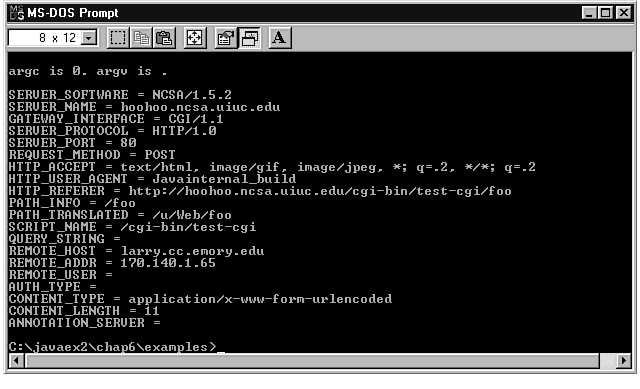 MS-DOS Prompt
8 x 12
A
argc is 0. argv is .
SERVER_SOFTWARE = NCSA/1.5.2
SERVER_NAME = hoohoo.ncsa.uiuc.edu
GATEWAY_INTERFACE = CGI/1.1
SERVER_PROTOCOL = HTTP/1.0
SERVER_PORT = 80
REQUEST_METHOD = POST
HTTP_ACCEPT = text/html, image/gif, image/jpeg, *; q=.2, */*; q=.2
HTTP_USER_AGENT = Javainternal_build
HTTP_REFERER = http://hoohoo.ncsa.uiuc.edu/cgi-bin/test-cgi/foo
PATH_INFO = /foo
PATH_TRANSLATED = /u/Web/foo
SCRIPT_NAME = /cgi-bin/test-cgi
QUERY_STRING =
REMOTE_HOST = larry.cc.emory.edu
REMOTE_ADDR = 170.140.1.65
REMOTE_USER =
AUTH_TYPE =
CONTENT_TYPE = application/x-www-form-urlencoded
CONTENT_LENGTH = 11
ANNOTATION_SERVER =
C:\javaex2\chap6\examples>_